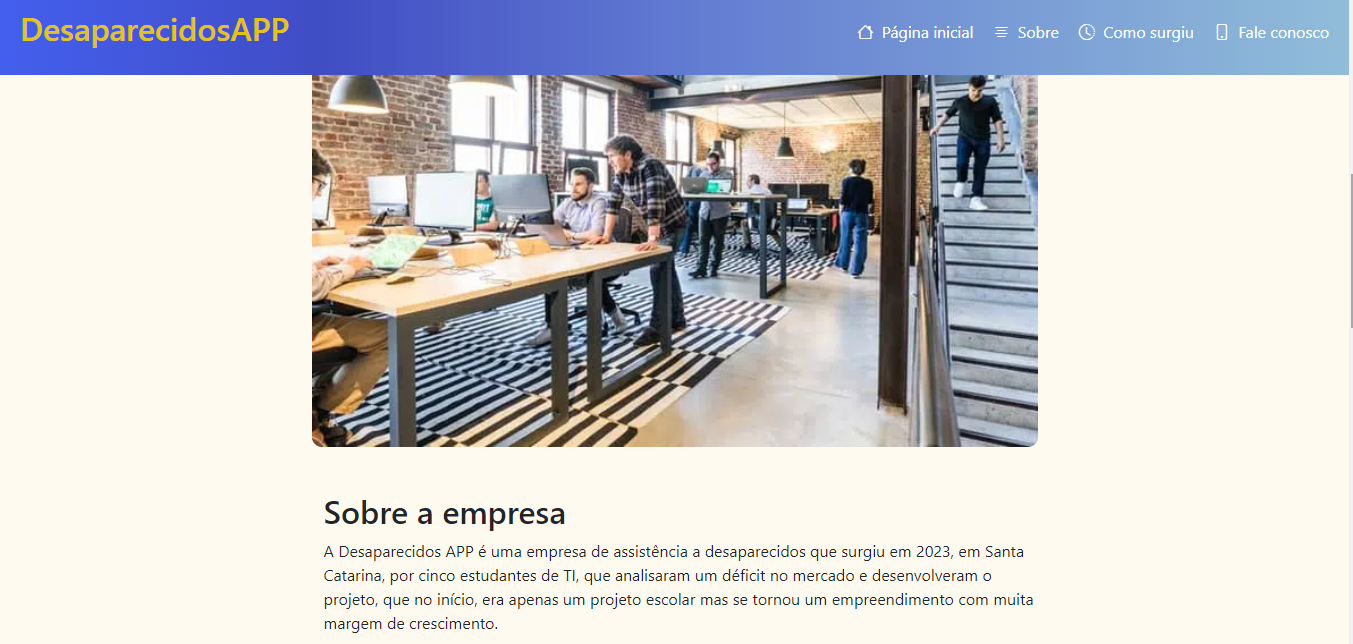 DesaparecidosAPP
Página inicial
Sobre
Como surgiu
Fale conosco
Sobre a empresa
A Desaparecidos APP é uma empresa de assistência a desaparecidos que surgiu em 2023, em Santa
Catarina, por cinco estudantes de TI, que analisaram um déficit no mercado e desenvolveram o
projeto, que no início, era apenas um projeto escolar mas se tornou um empreendimento com muita
margem de crescimento.